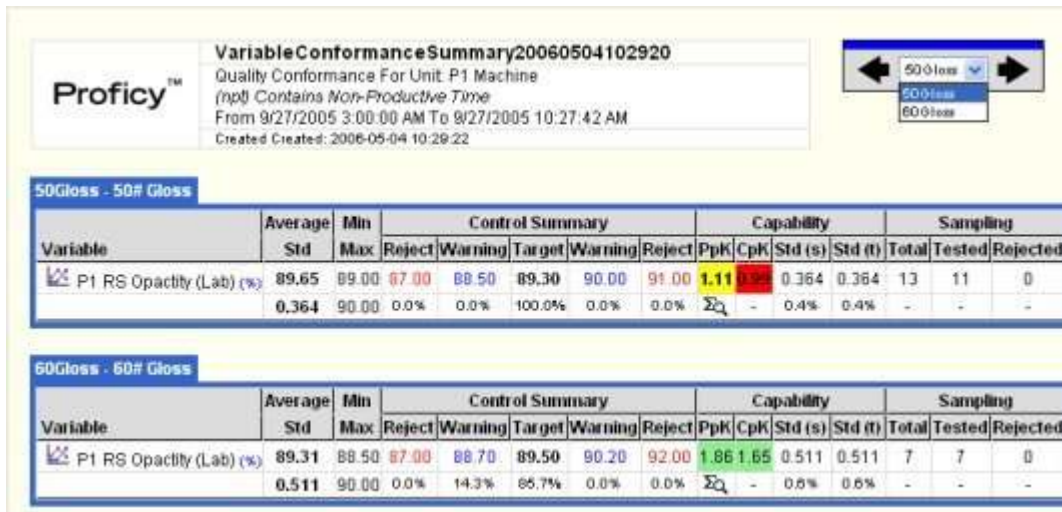 Proficy™
VariableConformanceSummary20060504102920
Quality Conformance For Unit: P1 Machine
(npt) Contains Non-Productive Time
From 9/27/2005 3:00:00 AM To 9/27/2005 10:27:42 AM
Created Created: 2006-05-04 10:29:22
50Gloss
50Gloss
60Gloss
50Gloss - 50# Gloss
Average Min Control Summary Capability Sampling
Variable Std Max Reject Warning Target Warning Reject PpK CpK Std (s) Std (t) Total Tested Rejected
P1 RS Opactity (Lab) (%) 89.65 89.00 87.00 88.50 89.30 90.00 91.00 1.11 0.99 0.364 0.364 13 11 0
0.364 90.00 0.0% 0.0% 100.0% 0.0% 0.0% Σ - 0.4% 0.4% - - -
60Gloss - 60# Gloss
Average Min Control Summary Capability Sampling
Variable Std Max Reject Warning Target Warning Reject PpK CpK Std (s) Std (t) Total Tested Rejected
P1 RS Opactity (Lab) (%) 89.31 88.50 87.00 88.70 89.50 90.20 92.00 1.86 1.65 0.511 0.511 7 7 0
0.511 90.00 0.0% 14.3% 85.7% 0.0% 0.0% Σ - 0.6% 0.6% - - -